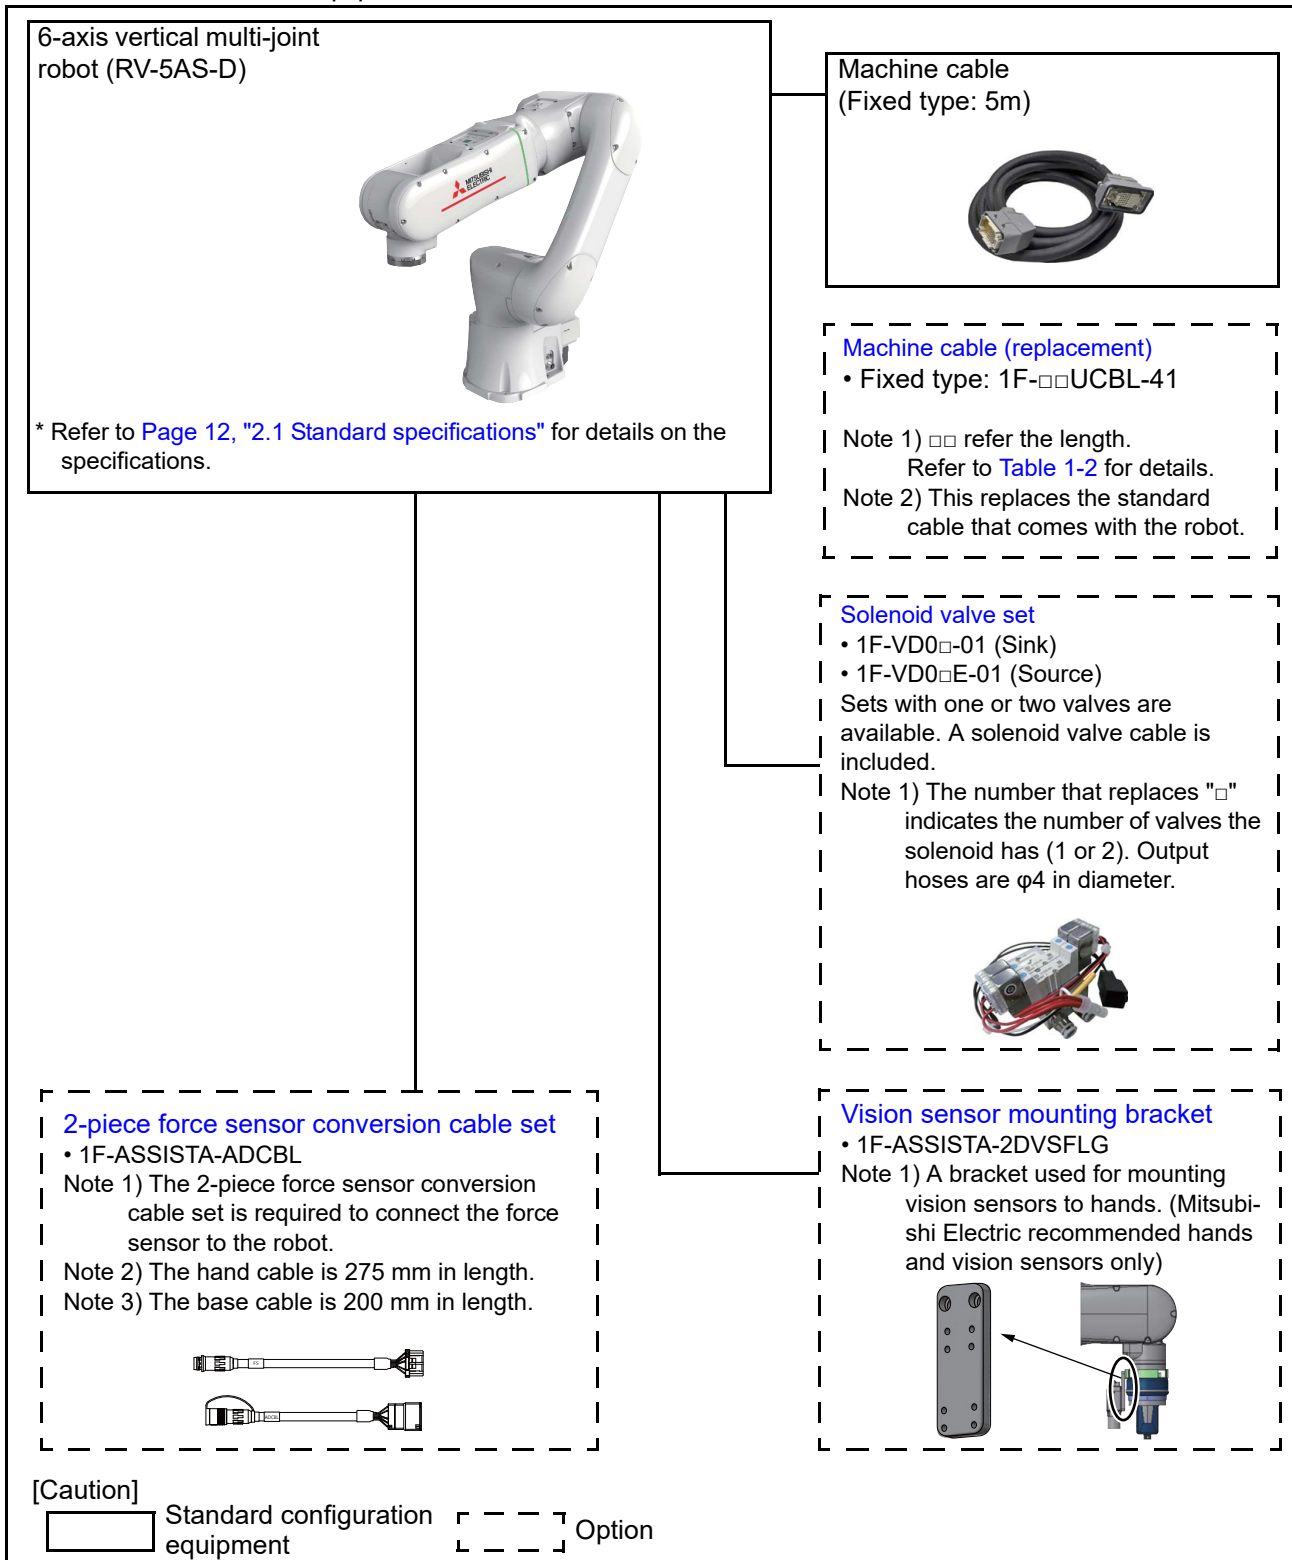 6-axis vertical multi-joint
robot (RV-5AS-D)
MITSUBISHI
ELECTRIC
* Refer to Page 12, "2.1 Standard specifications" for details on the
specifications.
Machine cable
(Fixed type: 5m)
Machine cable (replacement)
• Fixed type: 1F-□□UCBL-41
Note 1) □□ refer the length.
Refer to Table 1-2 for details.
Note 2) This replaces the standard
cable that comes with the robot.
Solenoid valve set
• 1F-VD0□-01 (Sink)
• 1F-VD0□E-01 (Source)
Sets with one or two valves are
available. A solenoid valve cable is
included.
Note 1) The number that replaces "□"
indicates the number of valves the
solenoid has (1 or 2). Output
hoses are φ4 in diameter.
2-piece force sensor conversion cable set
• 1F-ASSISTA-ADCBL
Note 1) The 2-piece force sensor conversion
cable set is required to connect the force
sensor to the robot.
Note 2) The hand cable is 275 mm in length.
Note 3) The base cable is 200 mm in length.
FS
ADCBL
Vision sensor mounting bracket
• 1F-ASSISTA-2DVSFLG
Note 1) A bracket used for mounting
vision sensors to hands. (Mitsubi-
shi Electric recommended hands
and vision sensors only)
[Caution]
Standard configuration
equipment
Option